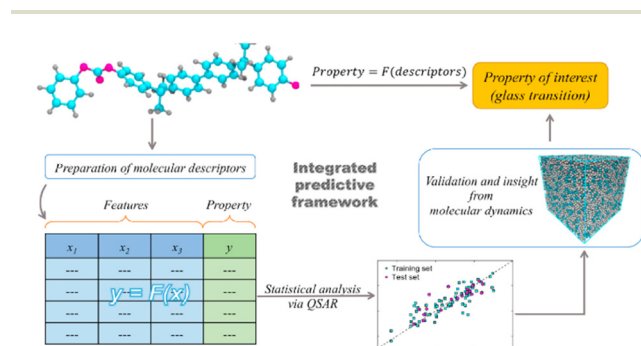 Property = F(descriptors)
Property of interest
(glass transition)
Preparation of molecular descriptors
Integrated
predictive
framework
Validation and insight
from
molecular dynamics
Features
Property
x1 x2 x3 y
--- --- --- ---
--- --- --- ---
--- --- --- ---
--- --- --- ---
y = F(x)
Statistical analysis
via QSAR
Training set
Test set